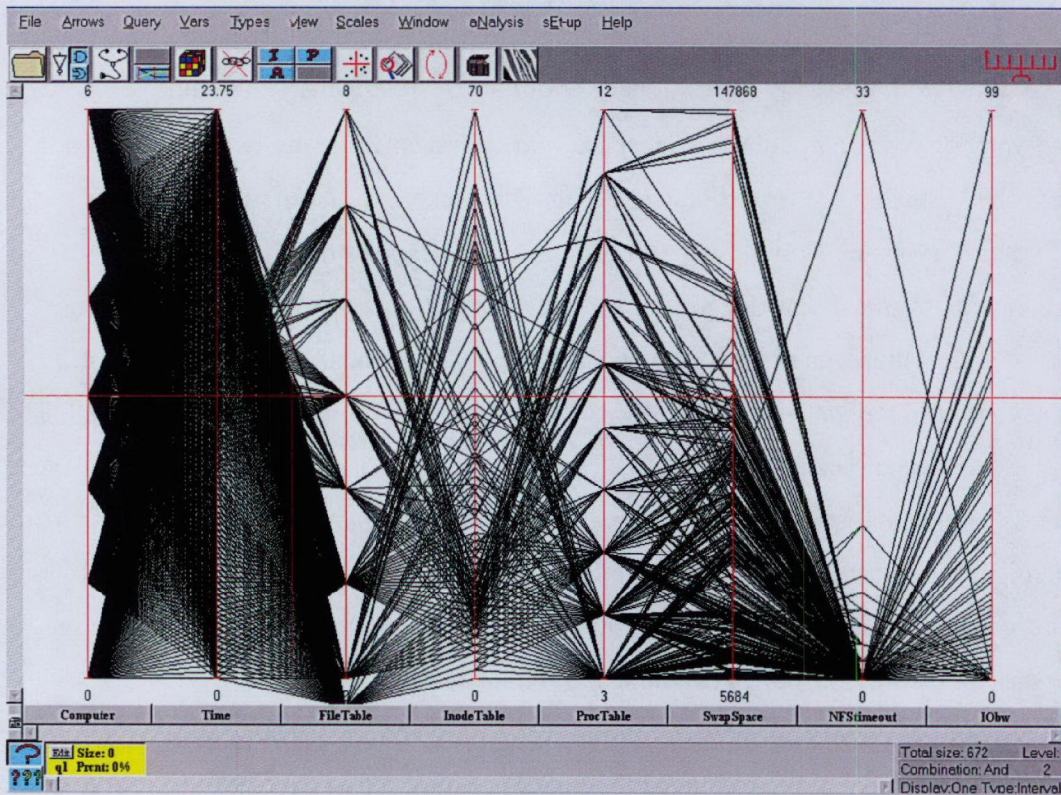 File Arrows Query Vars Types vIew Scales Window aNalysis sEt-up Help
I P
A
6 23.75 8 70 12 147868 33 99
0 0 0 3 5684 0 0
Computer Time FileTable InodeTable ProcTable SwapSpace NFStimeout IObw
Edit Size: 0
q1 Prcnt: 0%
???
Total size: 672 Level:
Combination: And 2
Display:One Type:Interval